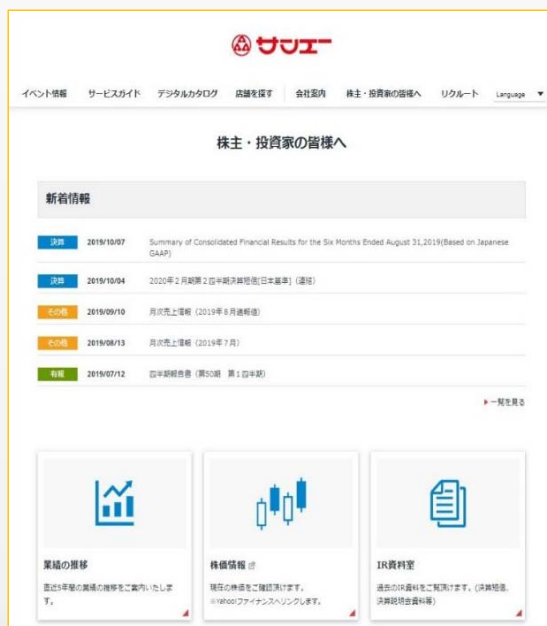 サンエー
イベント情報 サービスガイド デジタルカタログ 店舗を探す 会社案内 株主・投資家の皆様へ リクルート Language ▼
株主・投資家の皆様へ
新着情報
決算 2019/10/07 Summary of Consolidated Financial Results for the Six Months Ended August 31,2019(Based on Japanese
GAAP)
決算 2019/10/04 2020年2月期第2四半期決算短信[日本基準]（連結）
その他 2019/09/10 月次売上情報（2019年8月速報値）
その他 2019/08/13 月次売上情報（2019年7月）
有報 2019/07/12 四半期報告書（第50期 第1四半期）
一覧を見る
業績の推移
直近5年間の業績の推移をご案内いたしま
す。
株価情報
現在の株価をご確認頂けます。
※Yahoo!ファイナンスへリンクします。
IR資料室
過去のIR資料をご覧頂けます。(決算短信、
決算説明会資料等)